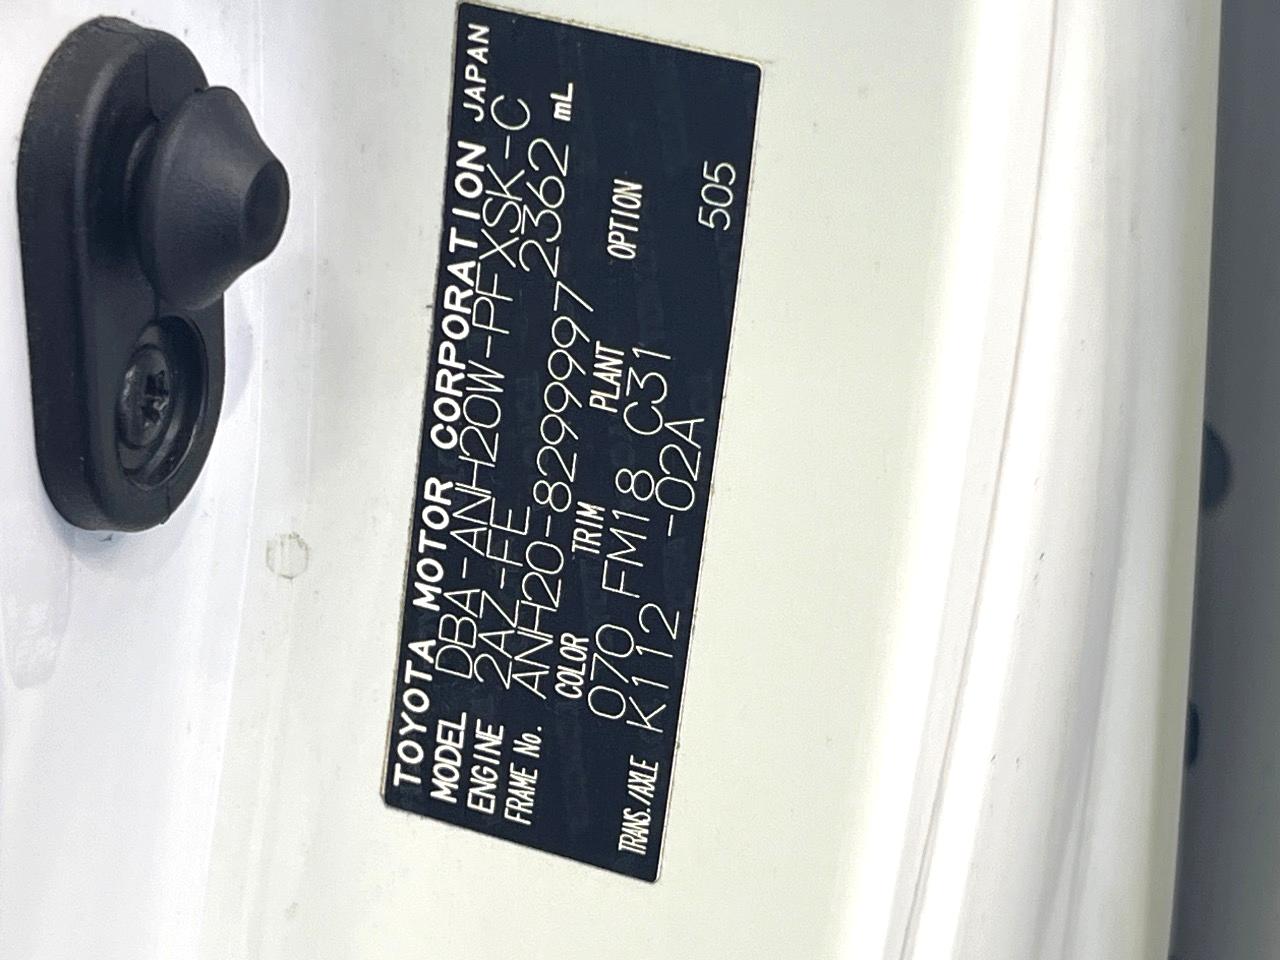 TOYOTA MOTOR CORPORATION JAPAN
MODEL DBA-ANH20W-PFXSK-C
ENGINE 2AZ-FE 2362 mL
FRAME No. ANH20-8299997
COLOR TRIM PLANT OPTION
070 FM18 C31
TRANS./AXLE K112 -02A 505